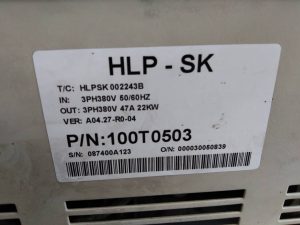 HLP - SK
T/C: HLPSK 002243B
IN: 3PH380V 50/60HZ
OUT: 3PH380V 47A 22KW
VER: A04.27-R0-04
P/N:100T0503
S/N: 087400A123 O/N: 000030050839